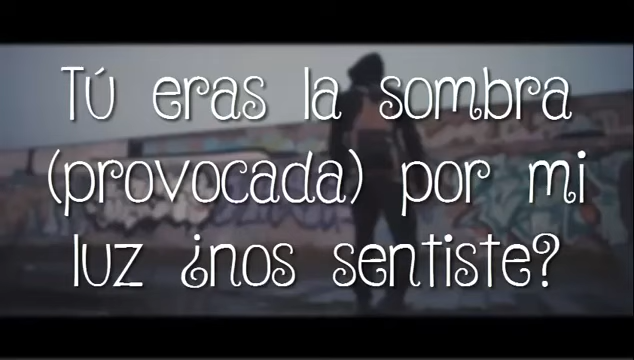 Tú eras la sombra
(provocada) por mi
luz ¿nos sentiste?